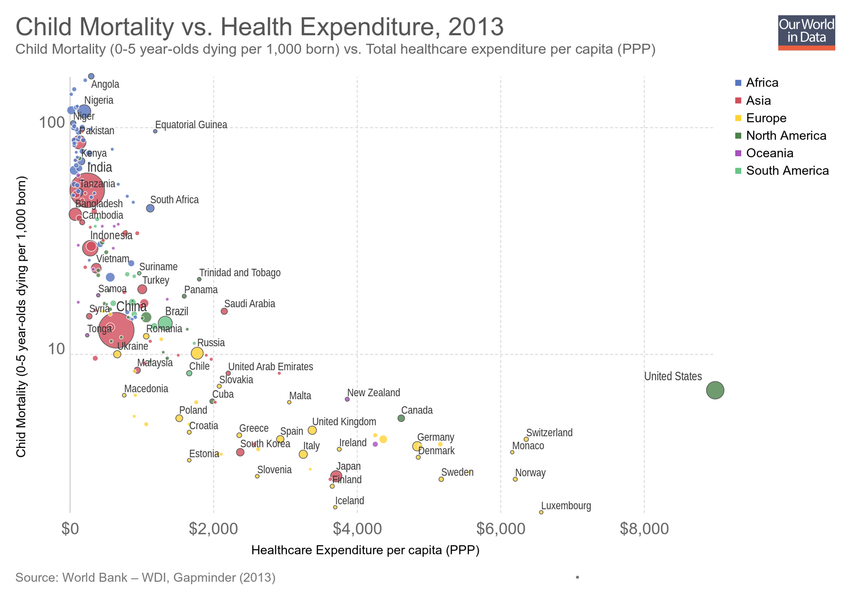 Child Mortality vs. Health Expenditure, 2013
Child Mortality (0-5 year-olds dying per 1,000 born) vs. Total healthcare expenditure per capita (PPP)
Our World
in Data
Africa
Asia
Europe
North America
Oceania
South America
Child Mortality (0-5 year-olds dying per 1,000 born)
100
10
Angola
Nigeria
Niger
Equatorial Guinea
Pakistan
Kenya
India
Tanzania
Bangladesh
South Africa
Cambodia
Indonesia
Vietnam
Suriname
Trinidad and Tobago
Turkey
Samoa
Panama
China
Syria
Brazil
Saudi Arabia
Tonga
Romania
Ukraine
Russia
Malaysia
Chile
United Arab Emirates
United States
Slovakia
Macedonia
Cuba
Malta
New Zealand
Poland
Canada
Croatia
Greece
Spain
United Kingdom
Switzerland
South Korea
Italy
Ireland
Germany
Monaco
Estonia
Denmark
Slovenia
Japan
Finland
Sweden
Norway
Iceland
Luxembourg
$0
$2,000
$4,000
$6,000
$8,000
Healthcare Expenditure per capita (PPP)
Source: World Bank – WDI, Gapminder (2013)